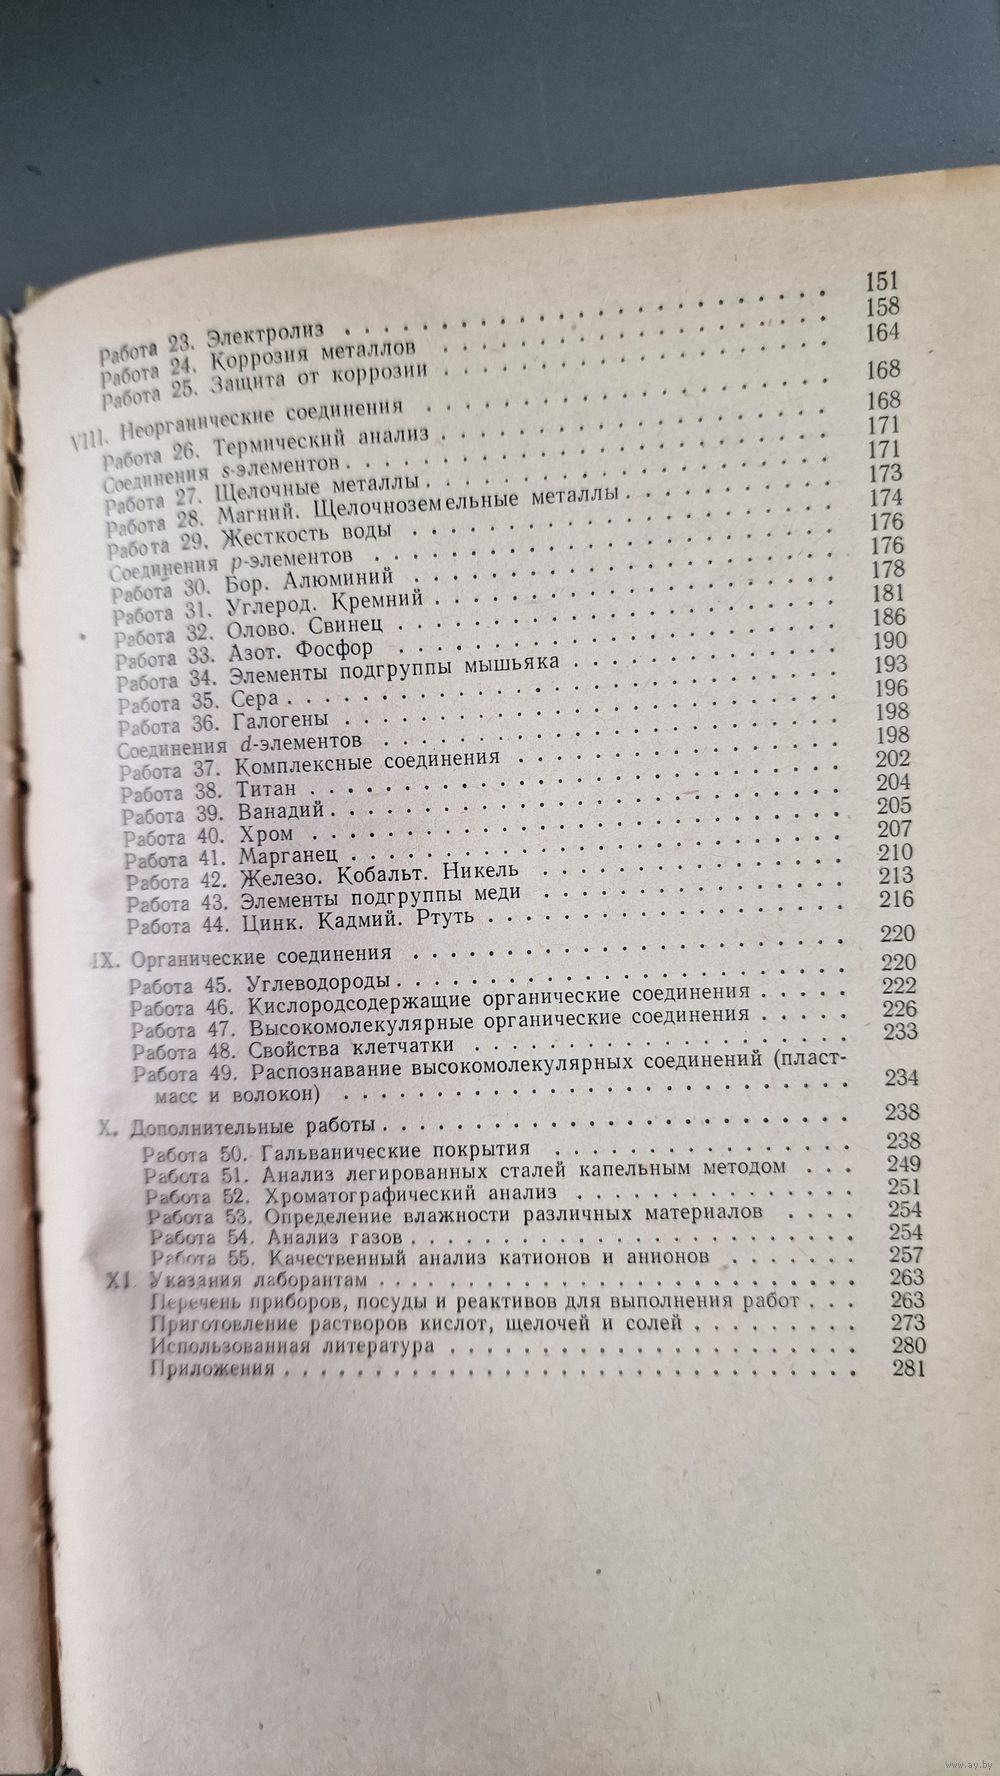 Работа 23. Электролиз . . . . . . . . . . . . . . . . . . . . 151
Работа 24. Коррозия металлов . . . . . . . . . . . . . . . . 158
Работа 25. Защита от коррозии . . . . . . . . . . . . . . . 164
VIII. Неорганические соединения . . . . . . . . . . . . . . . 168
Работа 26. Термический анализ . . . . . . . . . . . . . . . 168
Соединения s-элементов . . . . . . . . . . . . . . . . . . 171
Работа 27. Щелочные металлы . . . . . . . . . . . . . . . 171
Работа 28. Магний. Щелочноземельные металлы . . . . . . . . 173
Работа 29. Жесткость воды . . . . . . . . . . . . . . . . 174
Соединения p-элементов . . . . . . . . . . . . . . . . . 176
Работа 30. Бор. Алюминий . . . . . . . . . . . . . . . . 176
Работа 31. Углерод. Кремний . . . . . . . . . . . . . . . 178
Работа 32. Олово. Свинец . . . . . . . . . . . . . . . . 181
Работа 33. Азот. Фосфор . . . . . . . . . . . . . . . . 186
Работа 34. Элементы подгруппы мышьяка . . . . . . . . . . 190
Работа 35. Сера . . . . . . . . . . . . . . . . . . . . 193
Работа 36. Галогены . . . . . . . . . . . . . . . . . . 196
Соединения d-элементов . . . . . . . . . . . . . . . . . 198
Работа 37. Комплексные соединения . . . . . . . . . . . . 198
Работа 38. Титан . . . . . . . . . . . . . . . . . . . 202
Работа 39. Ванадий . . . . . . . . . . . . . . . . . . 204
Работа 40. Хром . . . . . . . . . . . . . . . . . . . 205
Работа 41. Марганец . . . . . . . . . . . . . . . . . . 207
Работа 42. Железо. Кобальт. Никель . . . . . . . . . . . 210
Работа 43. Элементы подгруппы меди . . . . . . . . . . . 213
Работа 44. Цинк. Кадмий. Ртуть . . . . . . . . . . . . . 216
IX. Органические соединения . . . . . . . . . . . . . . . 220
Работа 45. Углеводороды . . . . . . . . . . . . . . . . 220
Работа 46. Кислородсодержащие органические соединения . . . . . 222
Работа 47. Высокомолекулярные органические соединения . . . . . 226
Работа 48. Свойства клетчатки . . . . . . . . . . . . . 233
Работа 49. Распознавание высокомолекулярных соединений (пласт-
масс и волокон) . . . . . . . . . . . . . . . . . . 234
X. Дополнительные работы . . . . . . . . . . . . . . . . 238
Работа 50. Гальванические покрытия . . . . . . . . . . . 238
Работа 51. Анализ легированных сталей капельным методом . . . 249
Работа 52. Хроматографический анализ . . . . . . . . . . 251
Работа 53. Определение влажности различных материалов . . . . 254
Работа 54. Анализ газов . . . . . . . . . . . . . . . . 254
Работа 55. Качественный анализ катионов и анионов . . . . . . 257
XI. Указания лаборантам . . . . . . . . . . . . . . . . . 263
Перечень приборов, посуды и реактивов для выполнения работ . . . 263
Приготовление растворов кислот, щелочей и солей . . . . . . . 273
Использованная литература . . . . . . . . . . . . . . . 280
Приложения . . . . . . . . . . . . . . . . . . . . . 281
www.ay.by